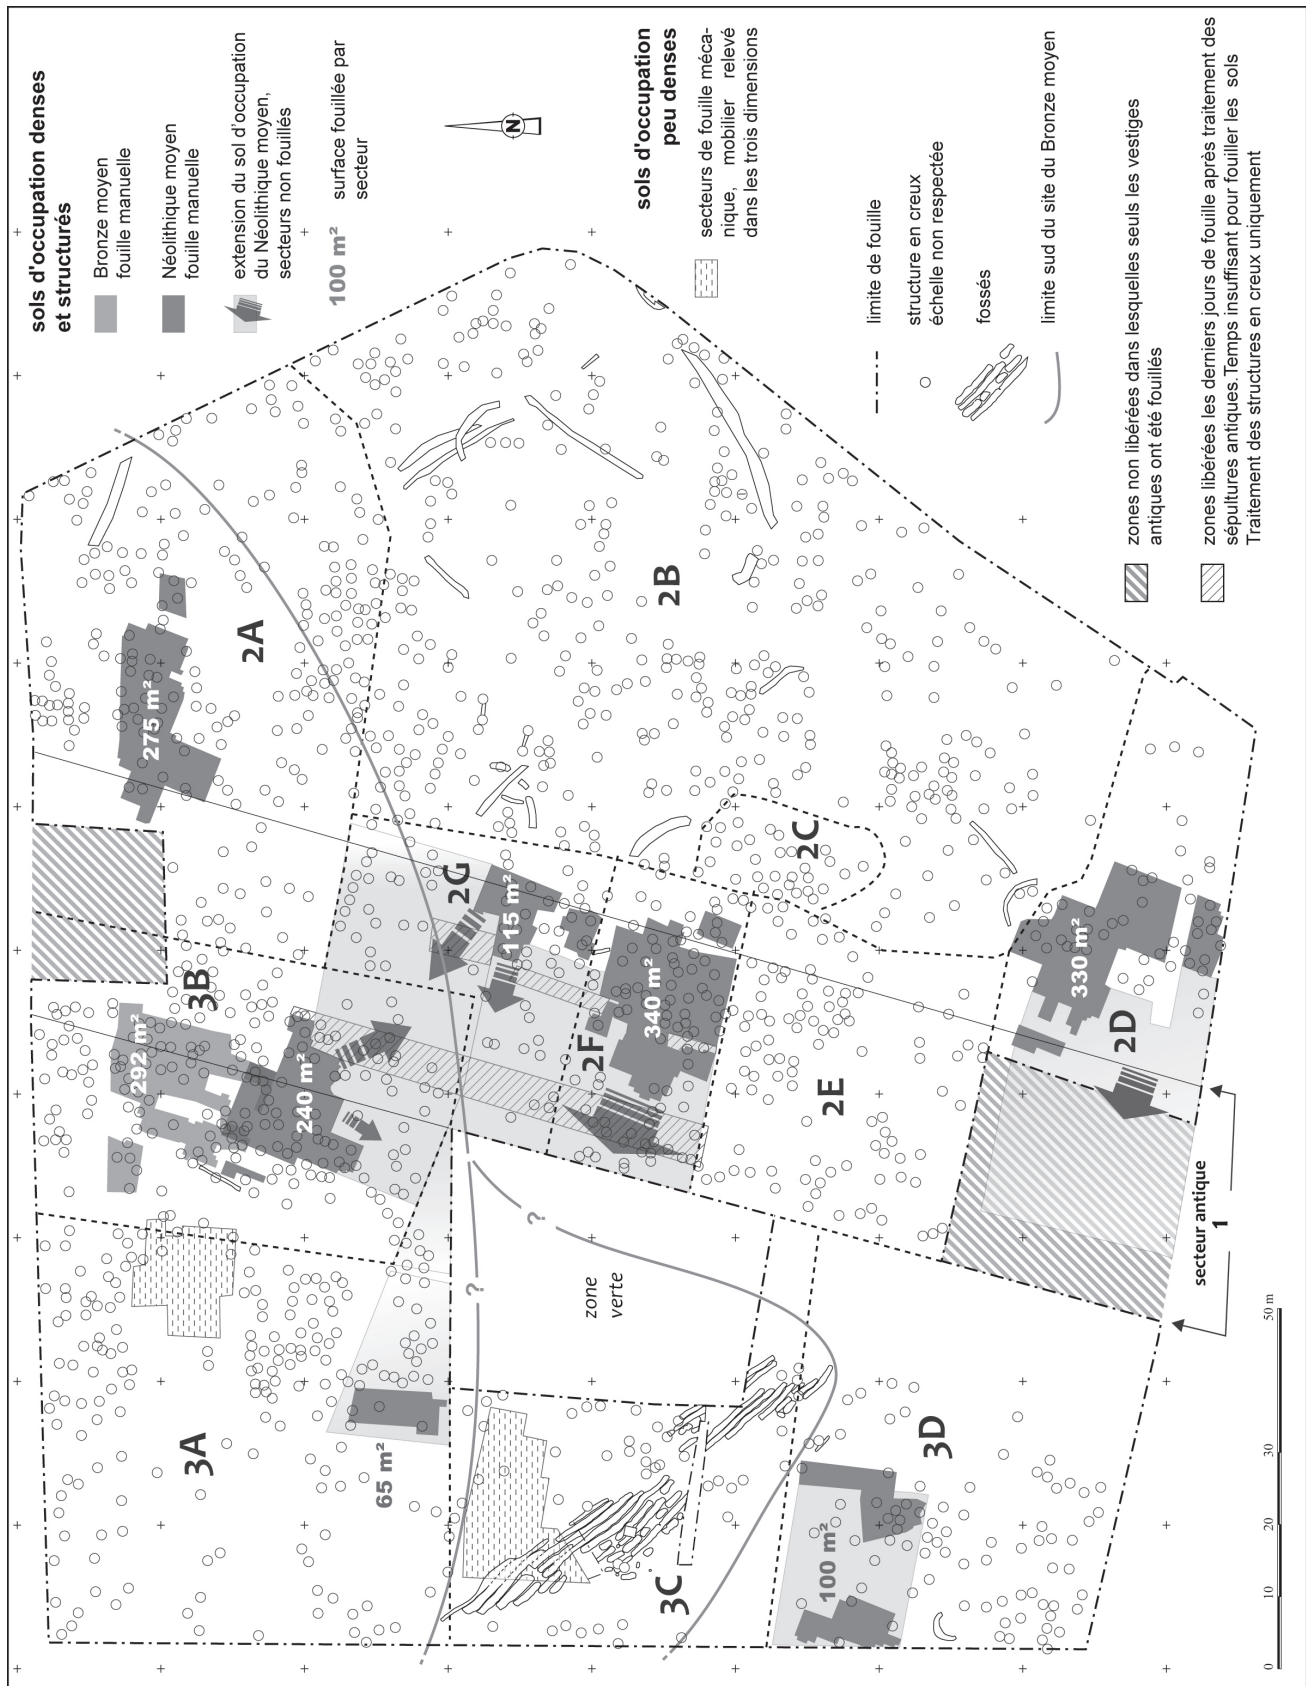 sols d'occupation denses
et structurés
Bronze moyen
fouille manuelle
Néolithique moyen
fouille manuelle
extension du sol d'occupation
du Néolithique moyen,
secteurs non fouillés
100 m²
surface fouillée par
secteur
N
sols d'occupation
peu denses
secteurs de fouille méca-
nique, mobilier relevé
dans les trois dimensions
limite de fouille
structure en creux
échelle non respectée
fossés
limite sud du site du Bronze moyen
zones non libérées dans lesquelles seuls les vestiges
antiques ont été fouillés
zones libérées les derniers jours de fouille après traitement des
sépultures antiques.Temps insuffisant pour fouiller les sols
Traitement des structures en creux uniquement
2A
275 m²
2B
2C
2G
115 m²
3B
292 m²
240 m²
2F
340 m²
2E
2D
330 m²
3A
65 m²
?
?
zone
verte
3C
3D
100 m²
secteur antique
1
0
10
20
30
50 m